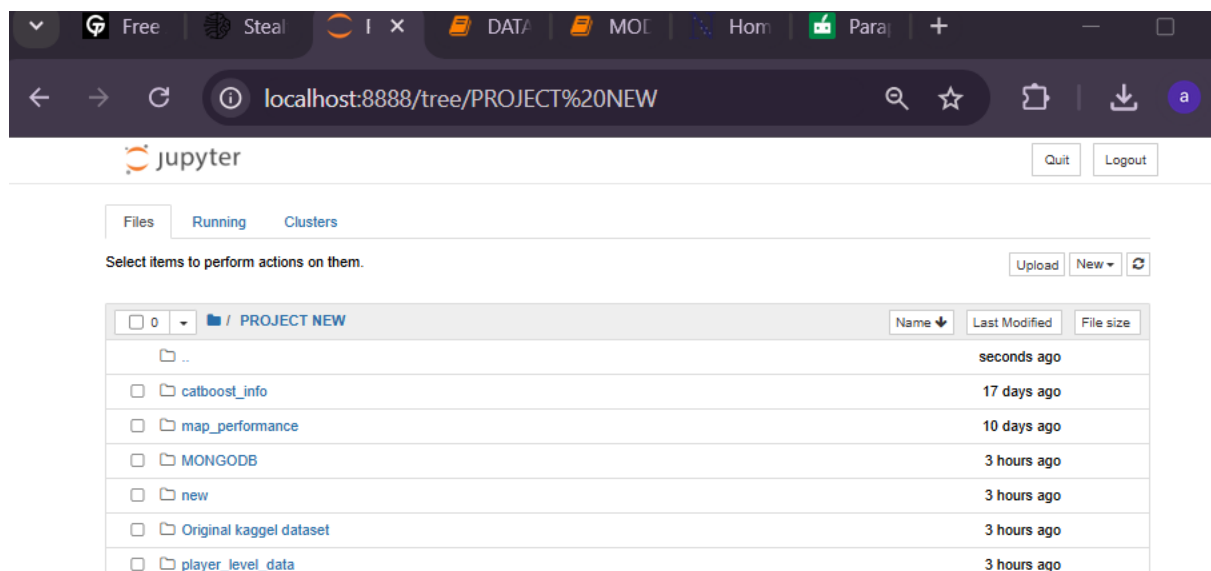 Free Steal F DATA MOD Hom Para
localhost:8888/tree/PROJECT%20NEW a
jupyter Quit Logout
Files Running Clusters
Select items to perform actions on them. Upload New
0 / PROJECT NEW Name Last Modified File size
.. seconds ago
catboost_info 17 days ago
map_performance 10 days ago
MONGODB 3 hours ago
new 3 hours ago
Original kaggel dataset 3 hours ago
player_level_data 3 hours ago